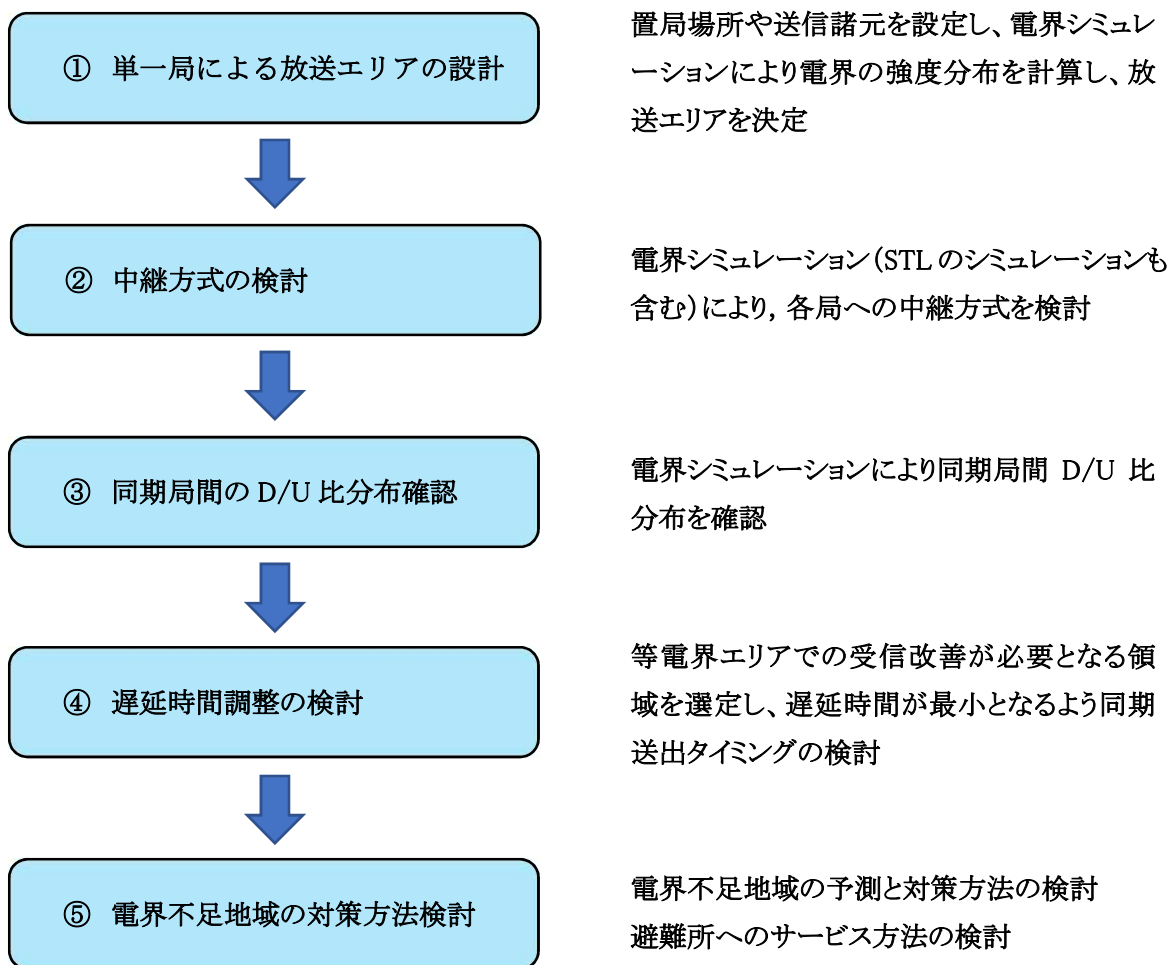 ① 単一局による放送エリアの設計
置局場所や送信諸元を設定し、電界シミュレ
ーションにより電界の強度分布を計算し、放
送エリアを決定
② 中継方式の検討
電界シミュレーション（STLのシミュレーションも
含む）により, 各局への中継方式を検討
③ 同期局間の D/U 比分布確認
電界シミュレーションにより同期局間 D/U 比
分布を確認
④ 遅延時間調整の検討
等電界エリアでの受信改善が必要となる領
域を選定し、遅延時間が最小となるよう同期
送出タイミングの検討
⑤ 電界不足地域の対策方法検討
電界不足地域の予測と対策方法の検討
避難所へのサービス方法の検討